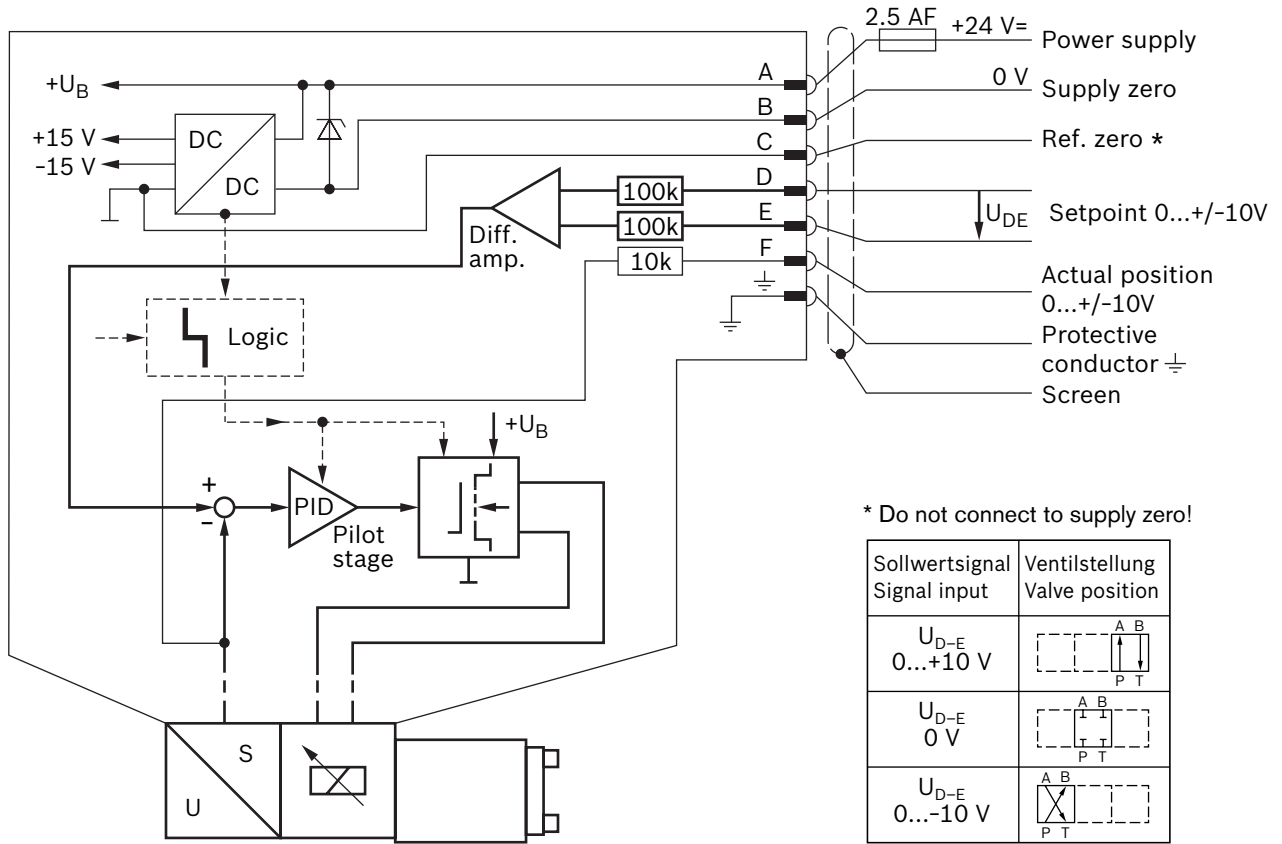 2.5 AF
+24 V=
Power supply
+U_B
A
0 V
Supply zero
B
+15 V
-15 V
DC
DC
C
Ref. zero *
100k
D
100k
E
U_DE
Setpoint 0...+/-10V
Diff.
amp.
10k
F
Actual position
0...+/-10V
Logic
Protective
conductor
Screen
+U_B
+
-
PID
Pilot
stage
S
U
* Do not connect to supply zero!
Sollwertsignal
Signal input
Ventilstellung
Valve position
U_D-E
0...+10 V
A B
P T
U_D-E
0 V
A B
P T
U_D-E
0...-10 V
A B
P T